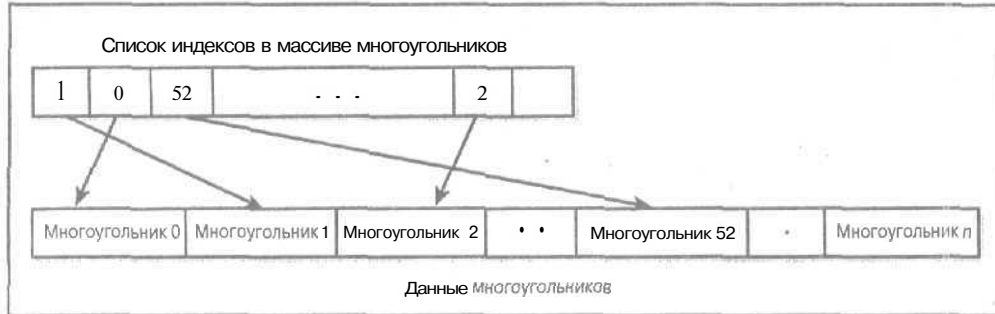 Список индексов в массиве многоугольников
1 0 52 . . . 2
Многоугольник 0 Многоугольник 1 Многоугольник 2 • • Многоугольник 52 . Многоугольник n
Данные многоугольников